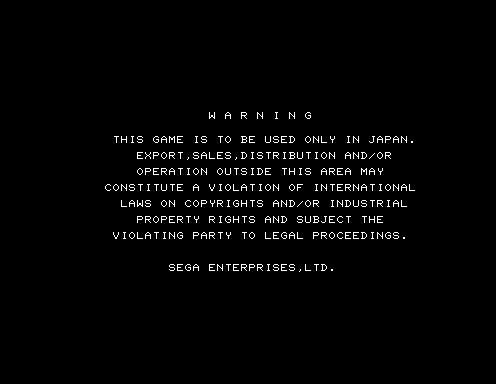 W A R N I N G
THIS GAME IS TO BE USED ONLY IN JAPAN.
EXPORT,SALES,DISTRIBUTION AND/OR
OPERATION OUTSIDE THIS AREA MAY
CONSTITUTE A VIOLATION OF INTERNATIONAL
LAWS ON COPYRIGHTS AND/OR INDUSTRIAL
PROPERTY RIGHTS AND SUBJECT THE
VIOLATING PARTY TO LEGAL PROCEEDINGS.
SEGA ENTERPRISES,LTD.